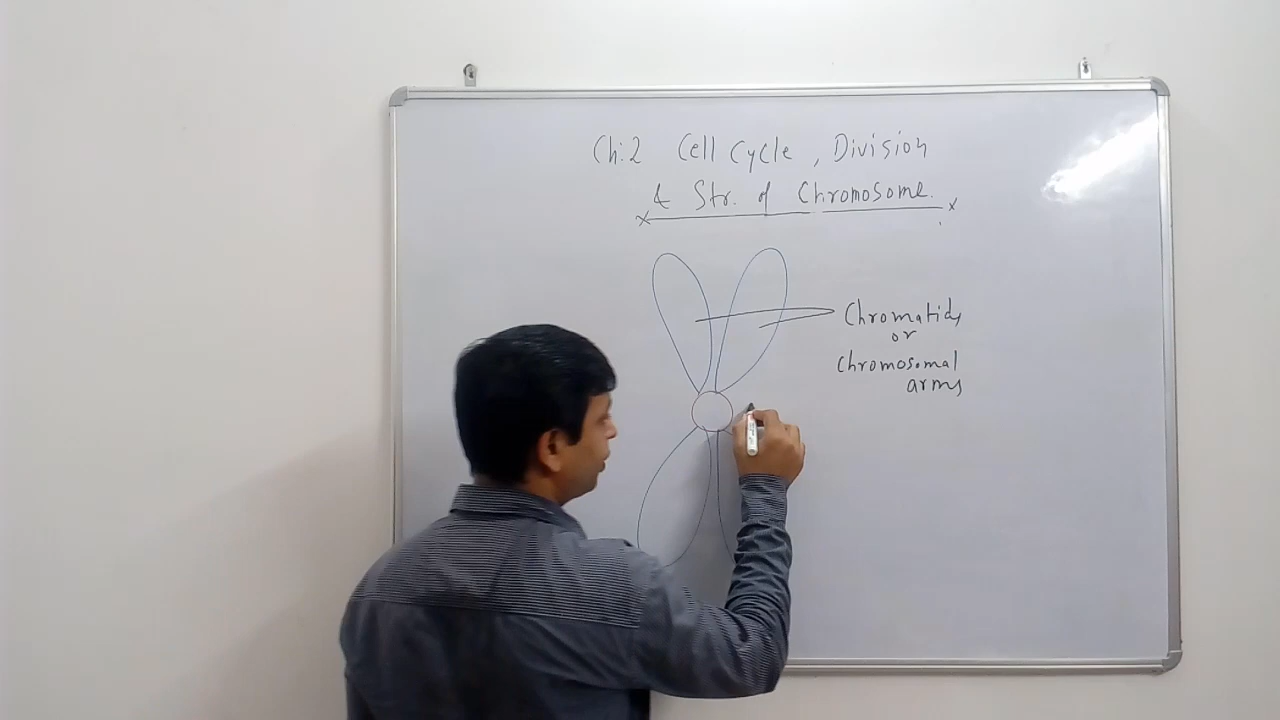 Ch:2 Cell Cycle, Division
& Str. of Chromosome.
Chromatids
or
Chromosomal
arms